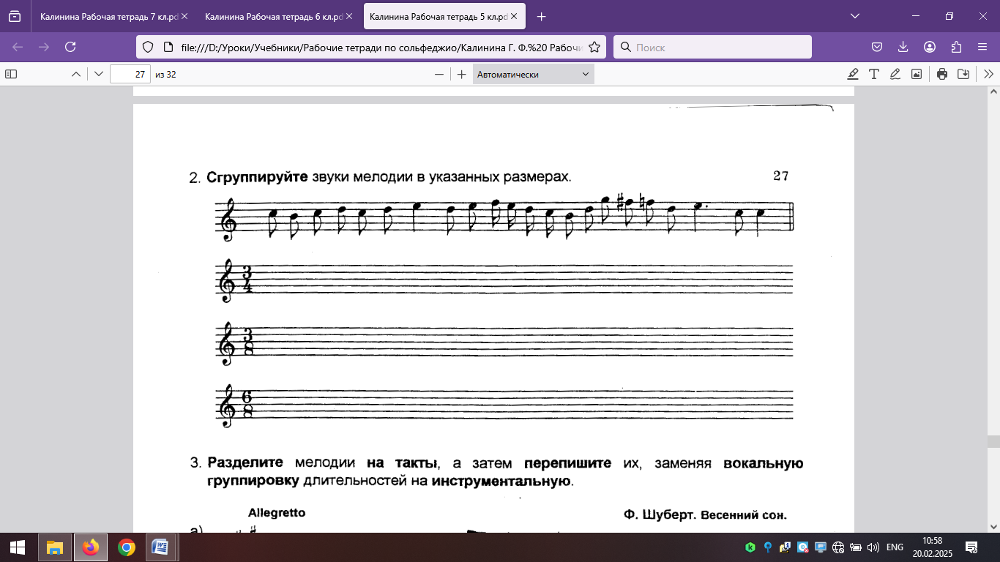 Калинина Рабочая тетрадь 7 кл.pd
Калинина Рабочая тетрадь 6 кл.pd
Калинина Рабочая тетрадь 5 кл.pd
file:///D:/Уроки/Учебники/Рабочие тетради по сольфеджио/Калинина Г. Ф.%20 Рабочи
Поиск
27 из 32
Автоматически
2. Сгруппируйте звуки мелодии в указанных размерах. 27
3
4
3
8
6
8
3. Разделите мелодии на такты, а затем перепишите их, заменяя вокальную
группировку длительностей на инструментальную.
Allegretto Ф. Шуберт. Весенний сон.
а)
ENG
10:58
20.02.2025